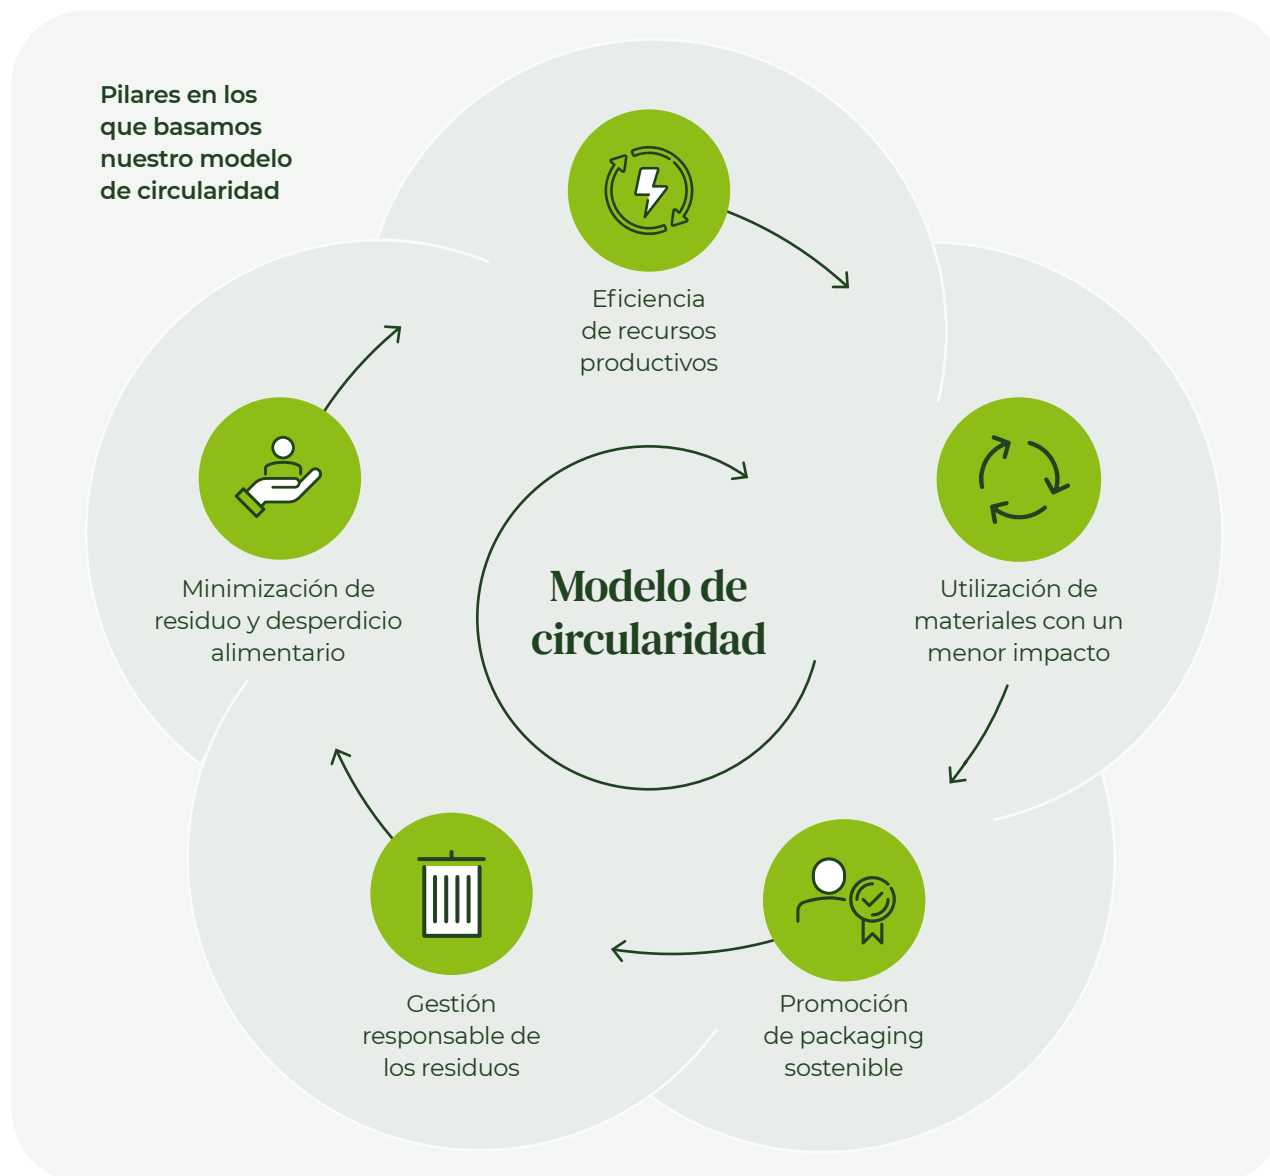 Pilares en los
que basamos
nuestro modelo
de circularidad
Eficiencia
de recursos
productivos
Minimización de
residuo y desperdicio
alimentario
Modelo de
circularidad
Utilización de
materiales con un
menor impacto
Gestión
responsable de
los residuos
Promoción
de packaging
sostenible